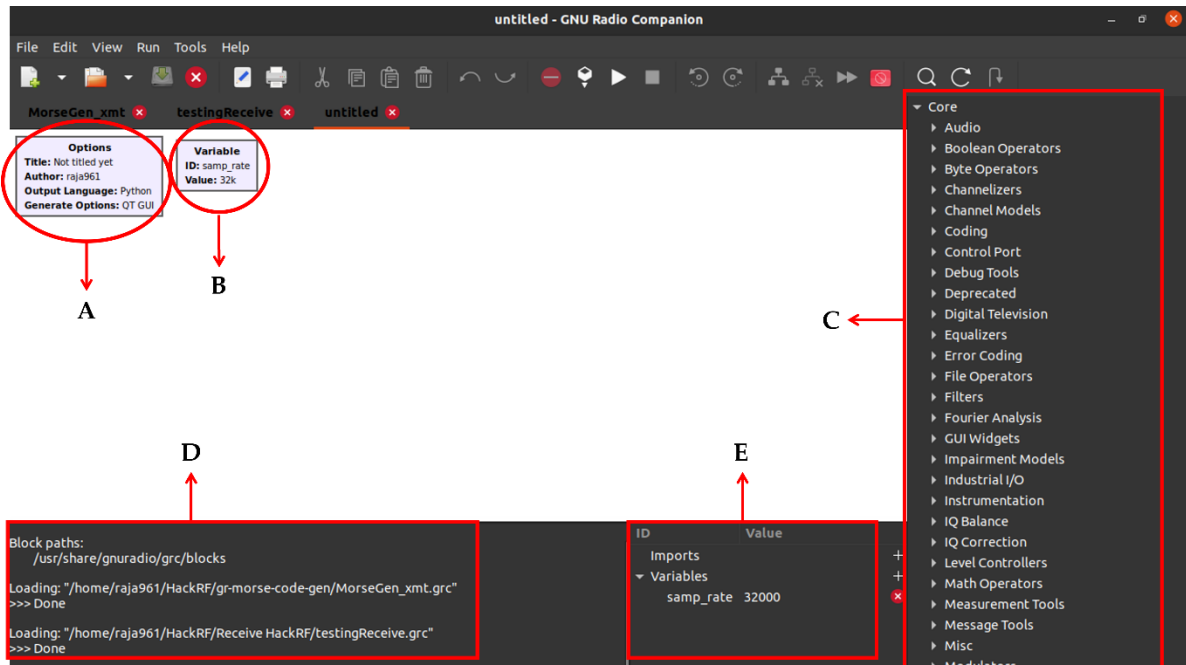 untitled - GNU Radio Companion
File Edit View Run Tools Help
MorseGen_xmt
testingReceive
untitled
Options
Title: Not titled yet
Author: raja961
Output Language: Python
Generate Options: QT GUI
Variable
ID: samp_rate
Value: 32k
A
B
C
D
E
Block paths:
/usr/share/gnuradio/grc/blocks
Loading: "/home/raja961/HackRF/gr-morse-code-gen/MorseGen_xmt.grc"
>>> Done
Loading: "/home/raja961/HackRF/Receive HackRF/testingReceive.grc"
>>> Done
ID Value
Imports
Variables
samp_rate 32000
Core
Audio
Boolean Operators
Byte Operators
Channelizers
Channel Models
Coding
Control Port
Debug Tools
Deprecated
Digital Television
Equalizers
Error Coding
File Operators
Filters
Fourier Analysis
GUI Widgets
Impairment Models
Industrial I/O
Instrumentation
IQ Balance
IQ Correction
Level Controllers
Math Operators
Measurement Tools
Message Tools
Misc